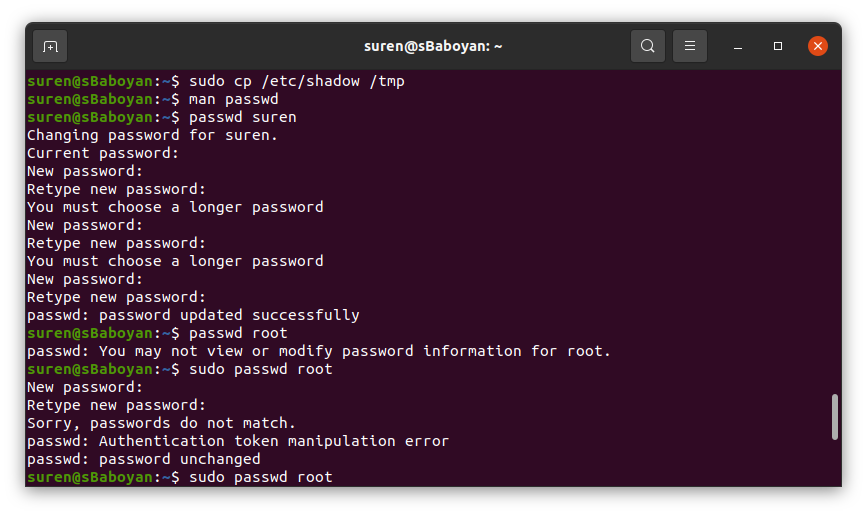 suren@sBaboyan: ~
suren@sBaboyan:~$ sudo cp /etc/shadow /tmp
suren@sBaboyan:~$ man passwd
suren@sBaboyan:~$ passwd suren
Changing password for suren.
Current password:
New password:
Retype new password:
You must choose a longer password
New password:
Retype new password:
You must choose a longer password
New password:
Retype new password:
passwd: password updated successfully
suren@sBaboyan:~$ passwd root
passwd: You may not view or modify password information for root.
suren@sBaboyan:~$ sudo passwd root
New password:
Retype new password:
Sorry, passwords do not match.
passwd: Authentication token manipulation error
passwd: password unchanged
suren@sBaboyan:~$ sudo passwd root